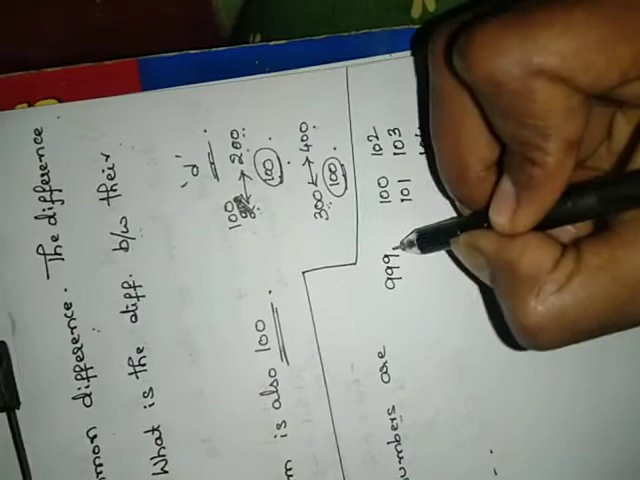 mmon difference. The difference.
What is the diff. b/w their
'd'.
100 → 200.
100
m is also 100.
300 → 400
100
100 102
101 103
999,
umbers are